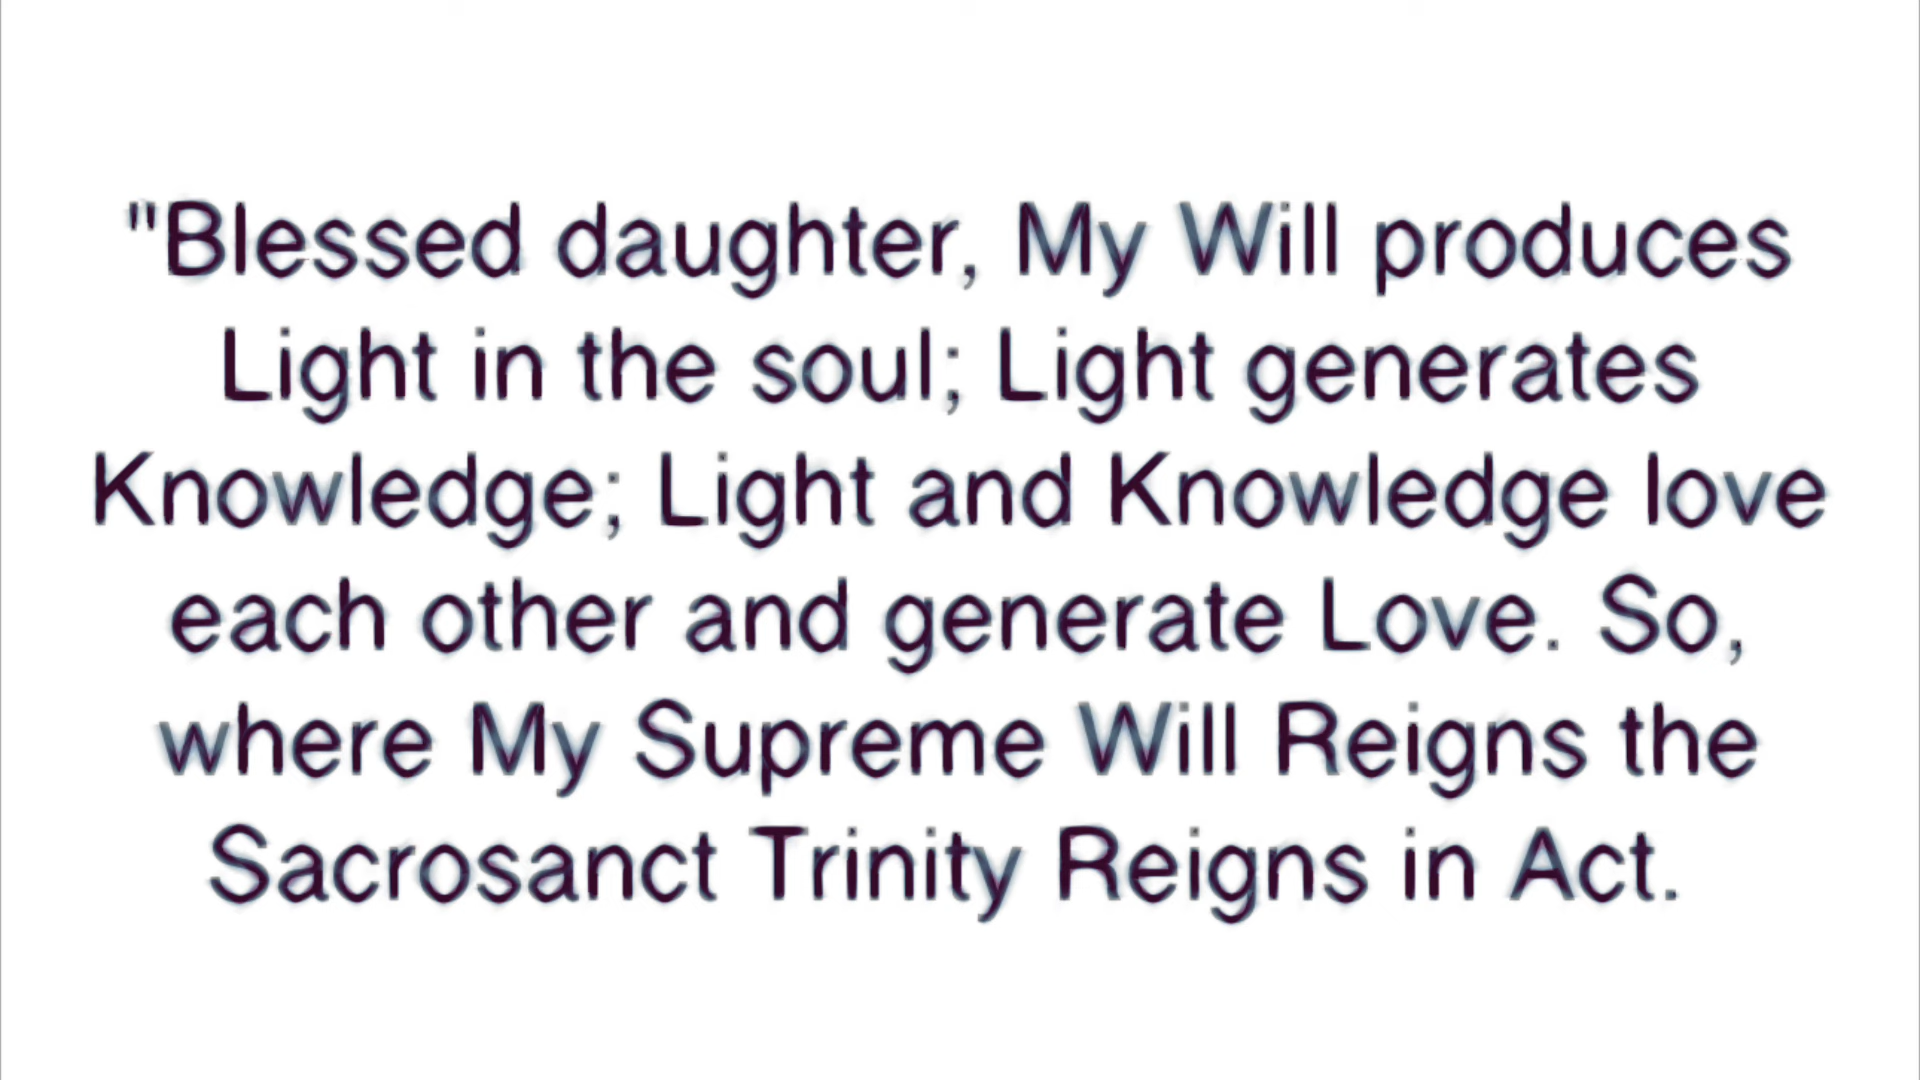 "Blessed daughter, My Will produces
Light in the soul; Light generates
Knowledge; Light and Knowledge love
each other and generate Love. So,
where My Supreme Will Reigns the
Sacrosanct Trinity Reigns in Act.